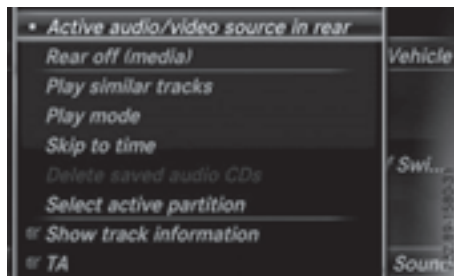 Active audio/video source in rear
Rear off (media)
Vehicle
Play similar tracks
Play mode
Skip to time
Swi...
Delete saved audio CDs
Select active partition
Show track information
TA
Soun